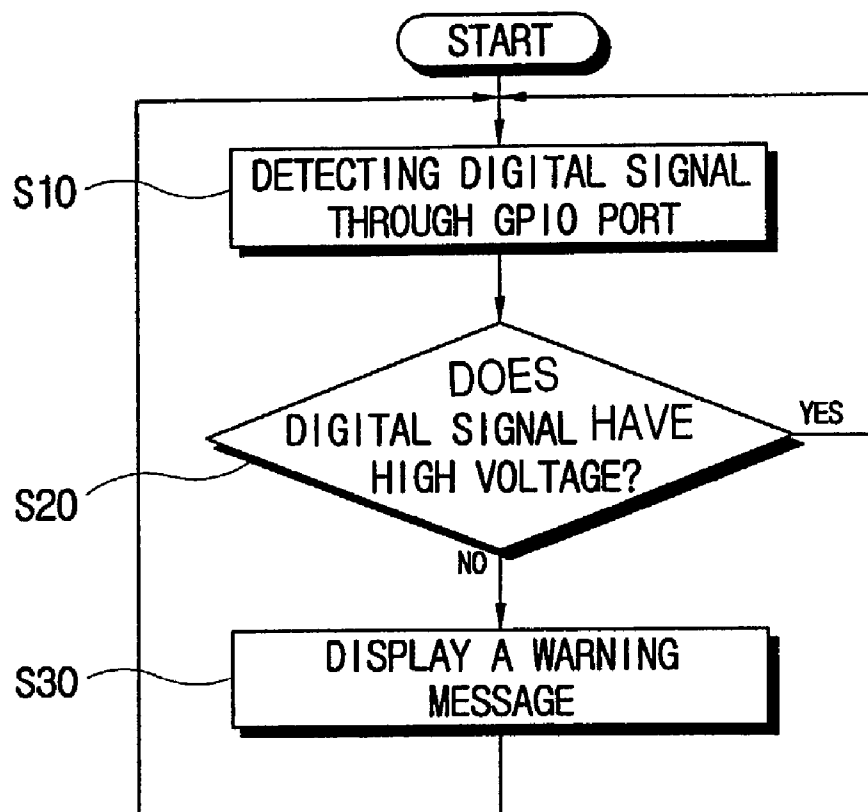 START
S10
DETECTING DIGITAL SIGNAL
THROUGH GPIO PORT
DOES
DIGITAL SIGNAL HAVE
HIGH VOLTAGE?
YES
S20
NO
S30
DISPLAY A WARNING
MESSAGE